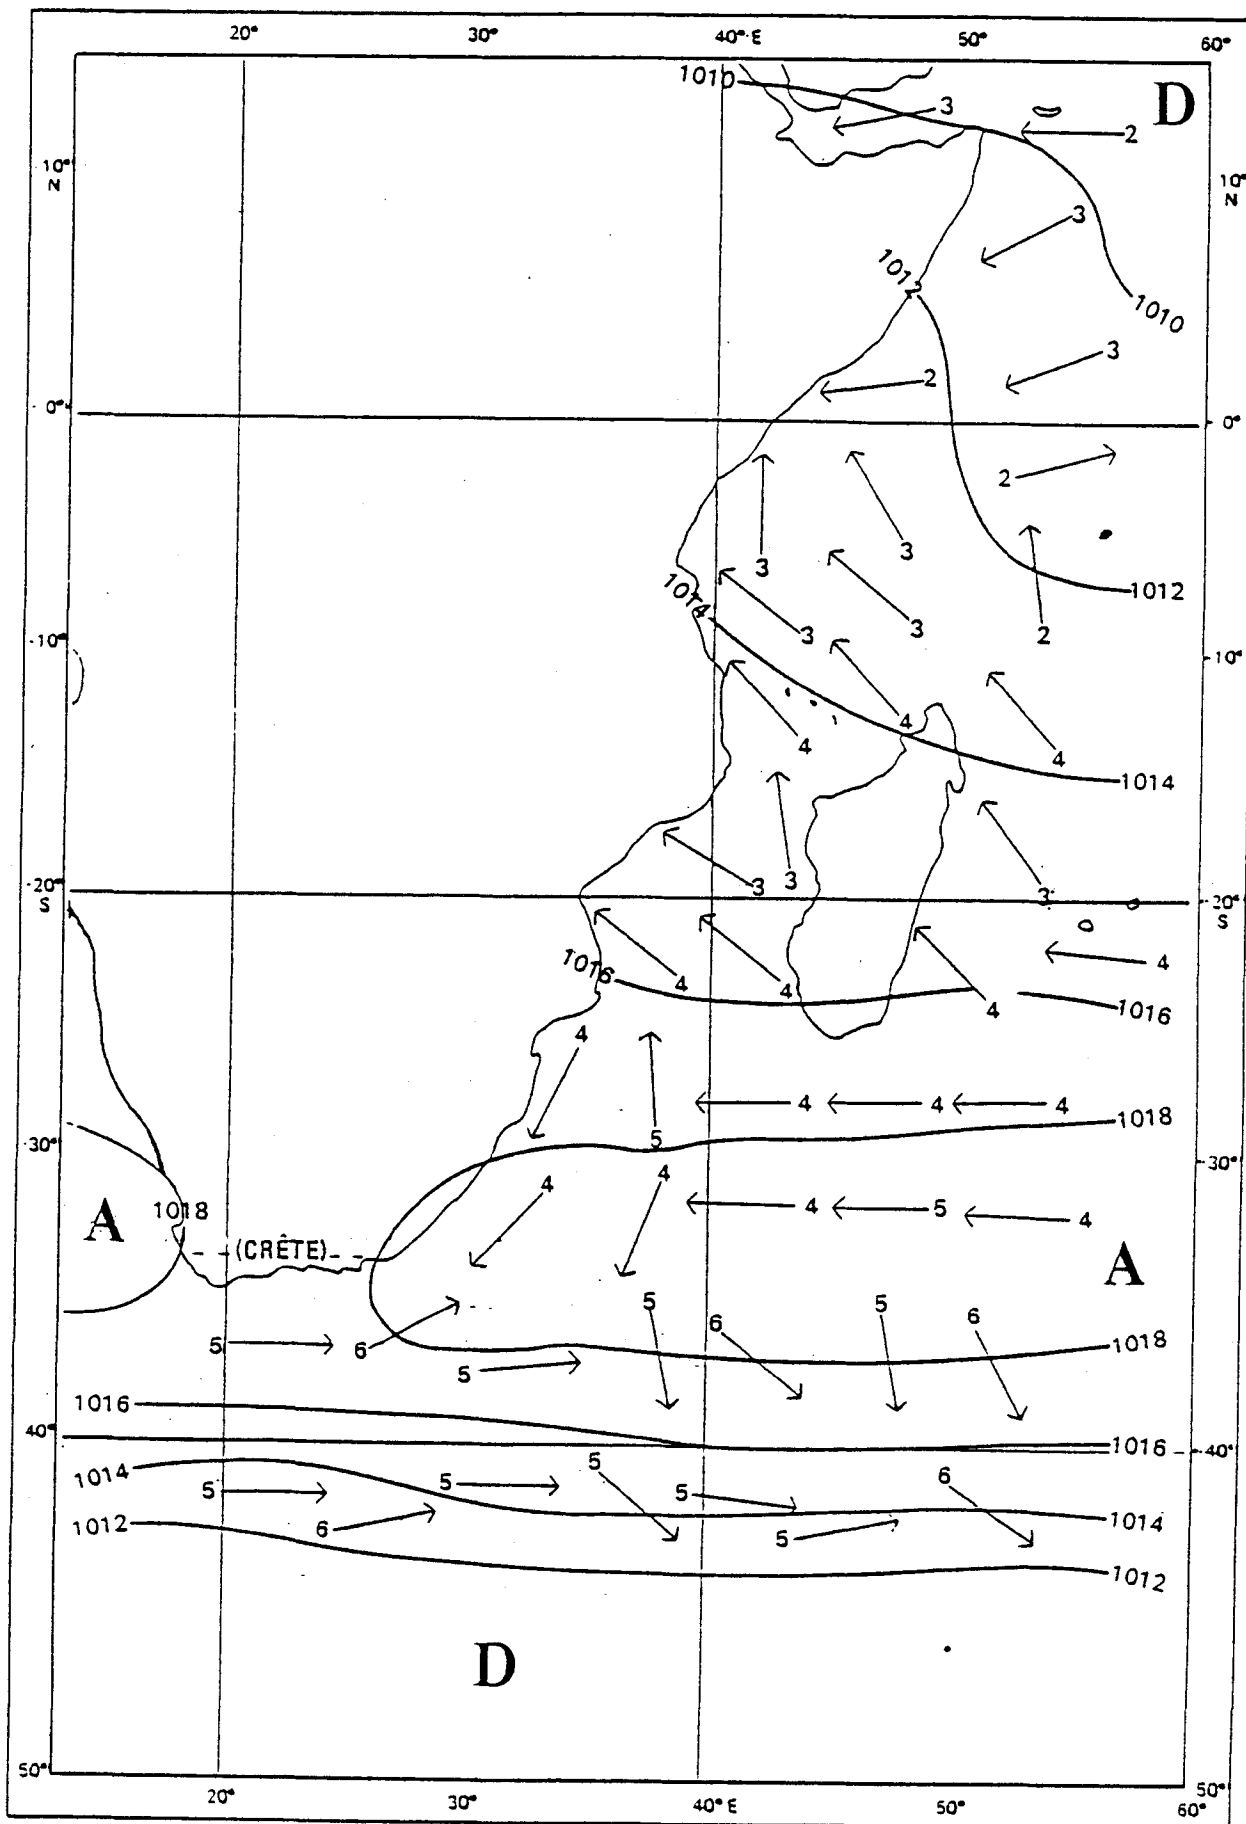 20° 30° 40°E 50° 60°
1010 D
3 2
10° N 10° N
3
1012
1010
3
2
0° 0°
2
3 3
1014 1012
3 3 2
10° 10°
4 4 4
1014
3 3 3
20° S 20° S
1016 4 4 4
4 1016
4
4 4 4 1018
5
30° 30°
4 4
4 5 4
1018
A (CRÊTE) A
5 6 5 6
5 6 1018
5
1016
40° 1016 40°
1014 5 5 5 5 6
1012 6 5 1014
1012
D
50° 50°
20° 30° 40°E 50° 60°